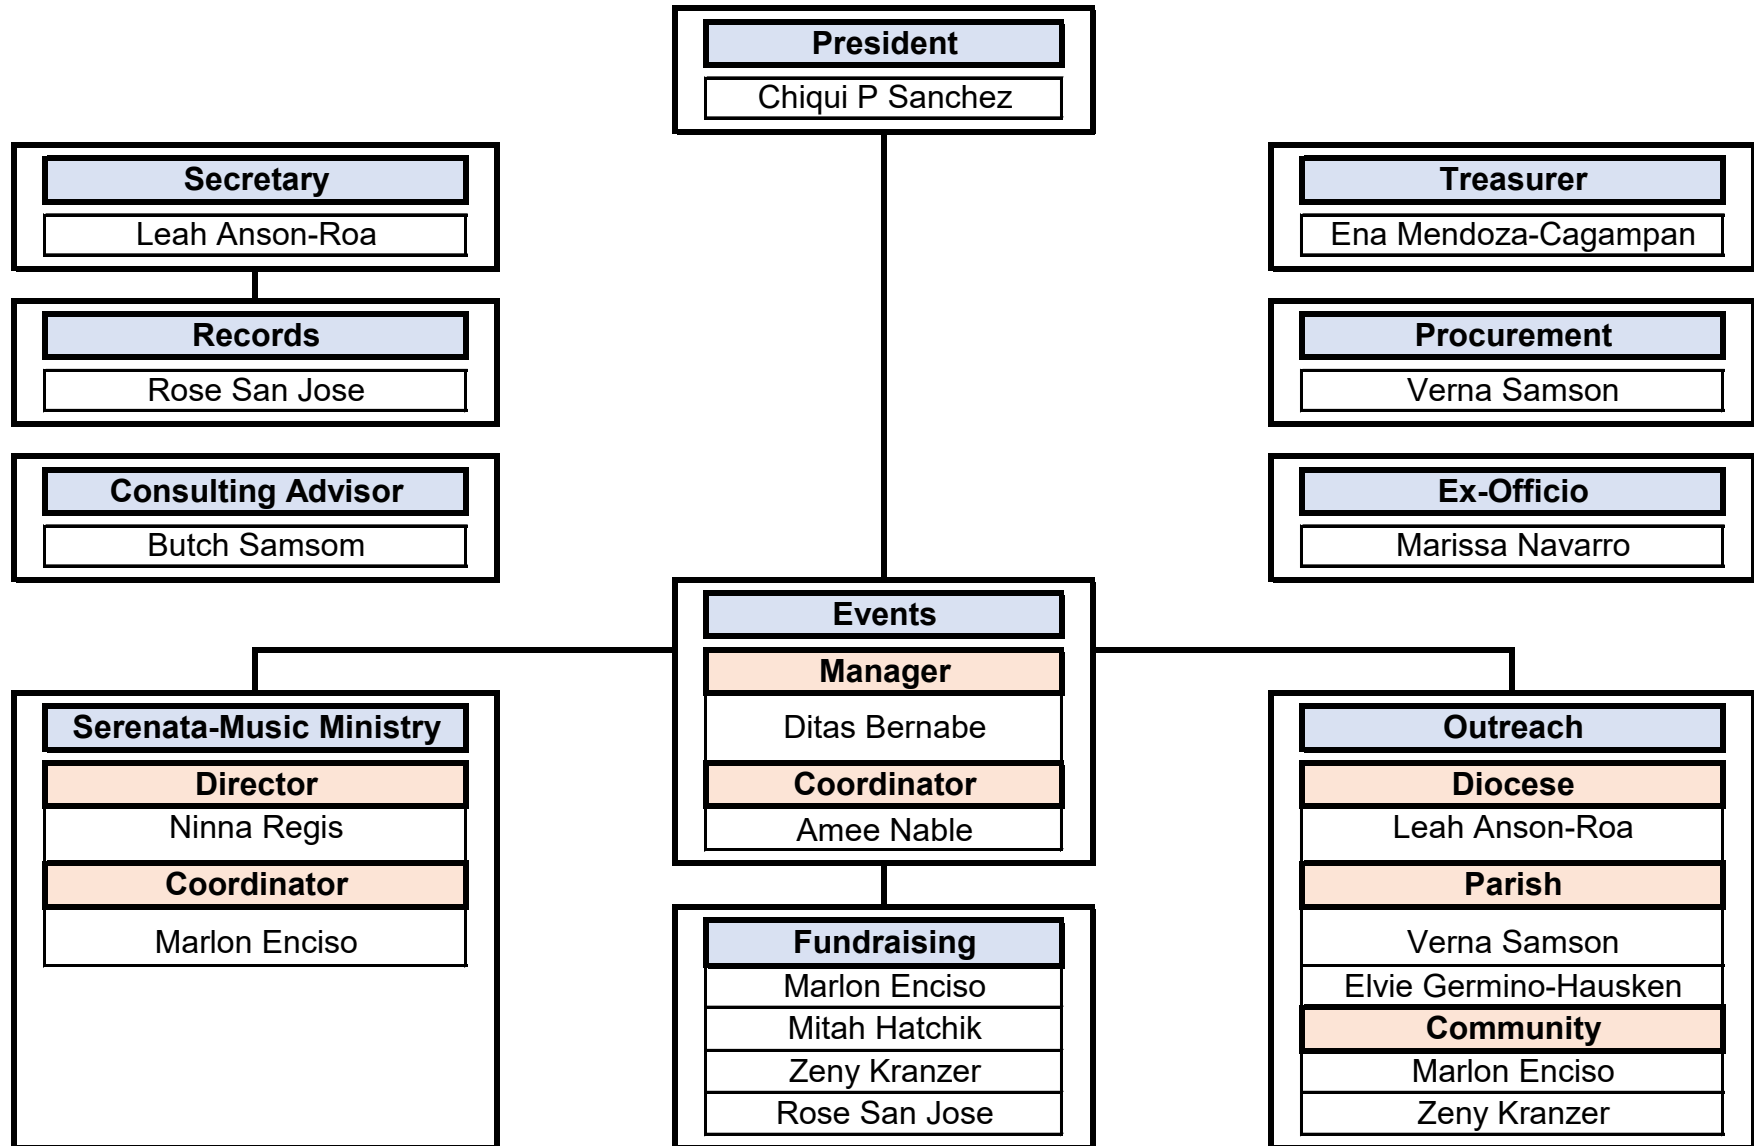 President
Chiqui P Sanchez
Secretary
Leah Anson-Roa
Treasurer
Ena Mendoza-Cagampan
Records
Rose San Jose
Procurement
Verna Samson
Consulting Advisor
Butch Samsom
Ex-Officio
Marissa Navarro
Events
Manager
Ditas Bernabe
Coordinator
Amee Nable
Serenata-Music Ministry
Director
Ninna Regis
Coordinator
Marlon Enciso
Outreach
Diocese
Leah Anson-Roa
Parish
Verna Samson
Elvie Germino-Hausken
Community
Marlon Enciso
Zeny Kranzer
Fundraising
Marlon Enciso
Mitah Hatchik
Zeny Kranzer
Rose San Jose